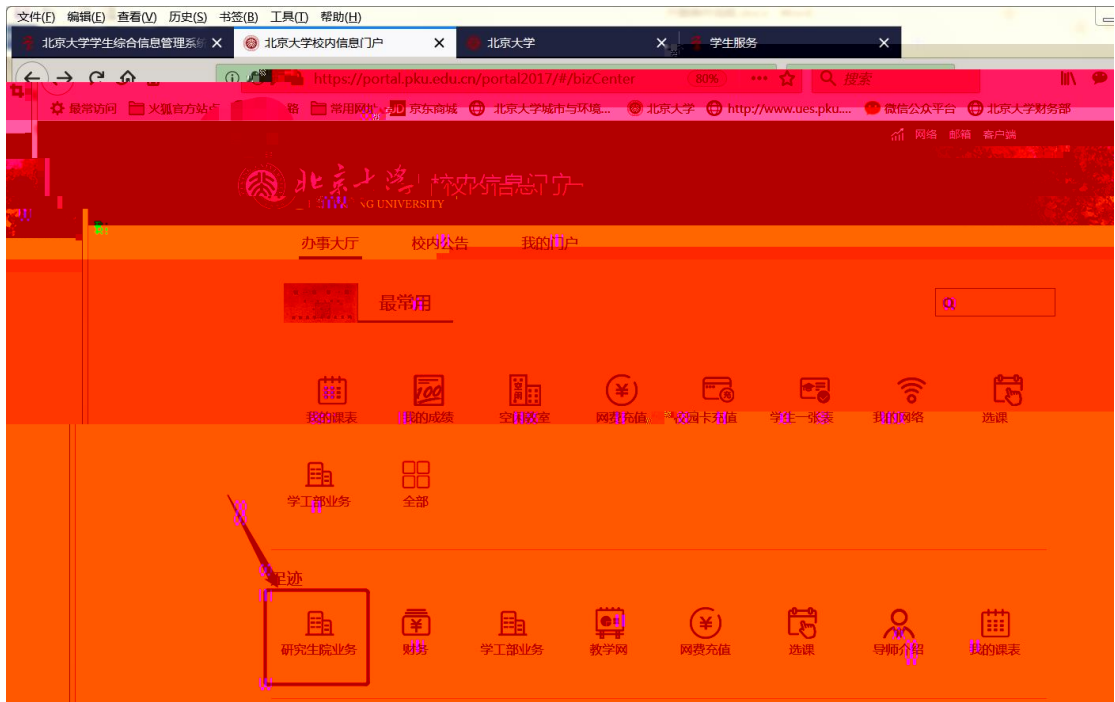 文件(F) 编辑(E) 查看(V) 历史(S) 书签(B) 工具(T) 帮助(H)
北京大学学生综合信息管理系统 北京大学校内信息门户 北京大学 学生服务
https://portal.pku.edu.cn/portal2017/#/bizCenter 80% 搜索
最常访问 火狐官方站点 常用网址 JD 京东商城 北京大学城市与环境... 北京大学 http://www.ues.pku.... 微信公众平台 北京大学财务部
网络 邮箱 客户端
北京大学 校内信息门户
UNIVERSITY
办事大厅 校内公告 我的门户
最常用
我的课表 我的成绩 空闲教室 网费充值 校园卡充值 学生一张表 我的网络 选课
学工部业务 全部
足迹
研究生院业务 财务 学工部业务 教学网 网费充值 选课 导师介绍 我的课表